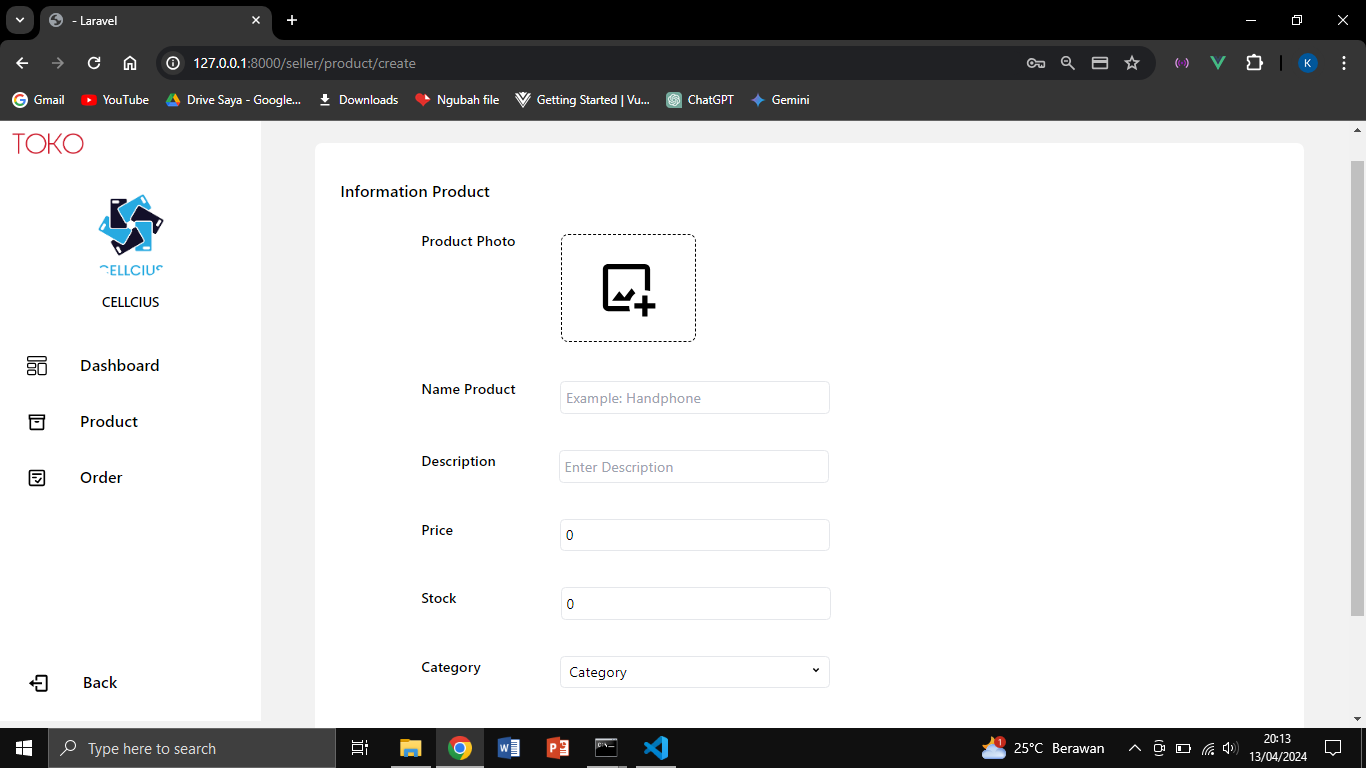 - Laravel
127.0.0.1:8000/seller/product/create
K
Gmail
YouTube
Drive Saya - Google...
Downloads
Ngubah file
Getting Started | Vu...
ChatGPT
Gemini
TOKO
CELLCIUS
CELLCIUS
Dashboard
Product
Order
Back
Information Product
Product Photo
Name Product
Example: Handphone
Description
Enter Description
Price
0
Stock
0
Category
Category
Type here to search
1
25°C Berawan
20:13
13/04/2024